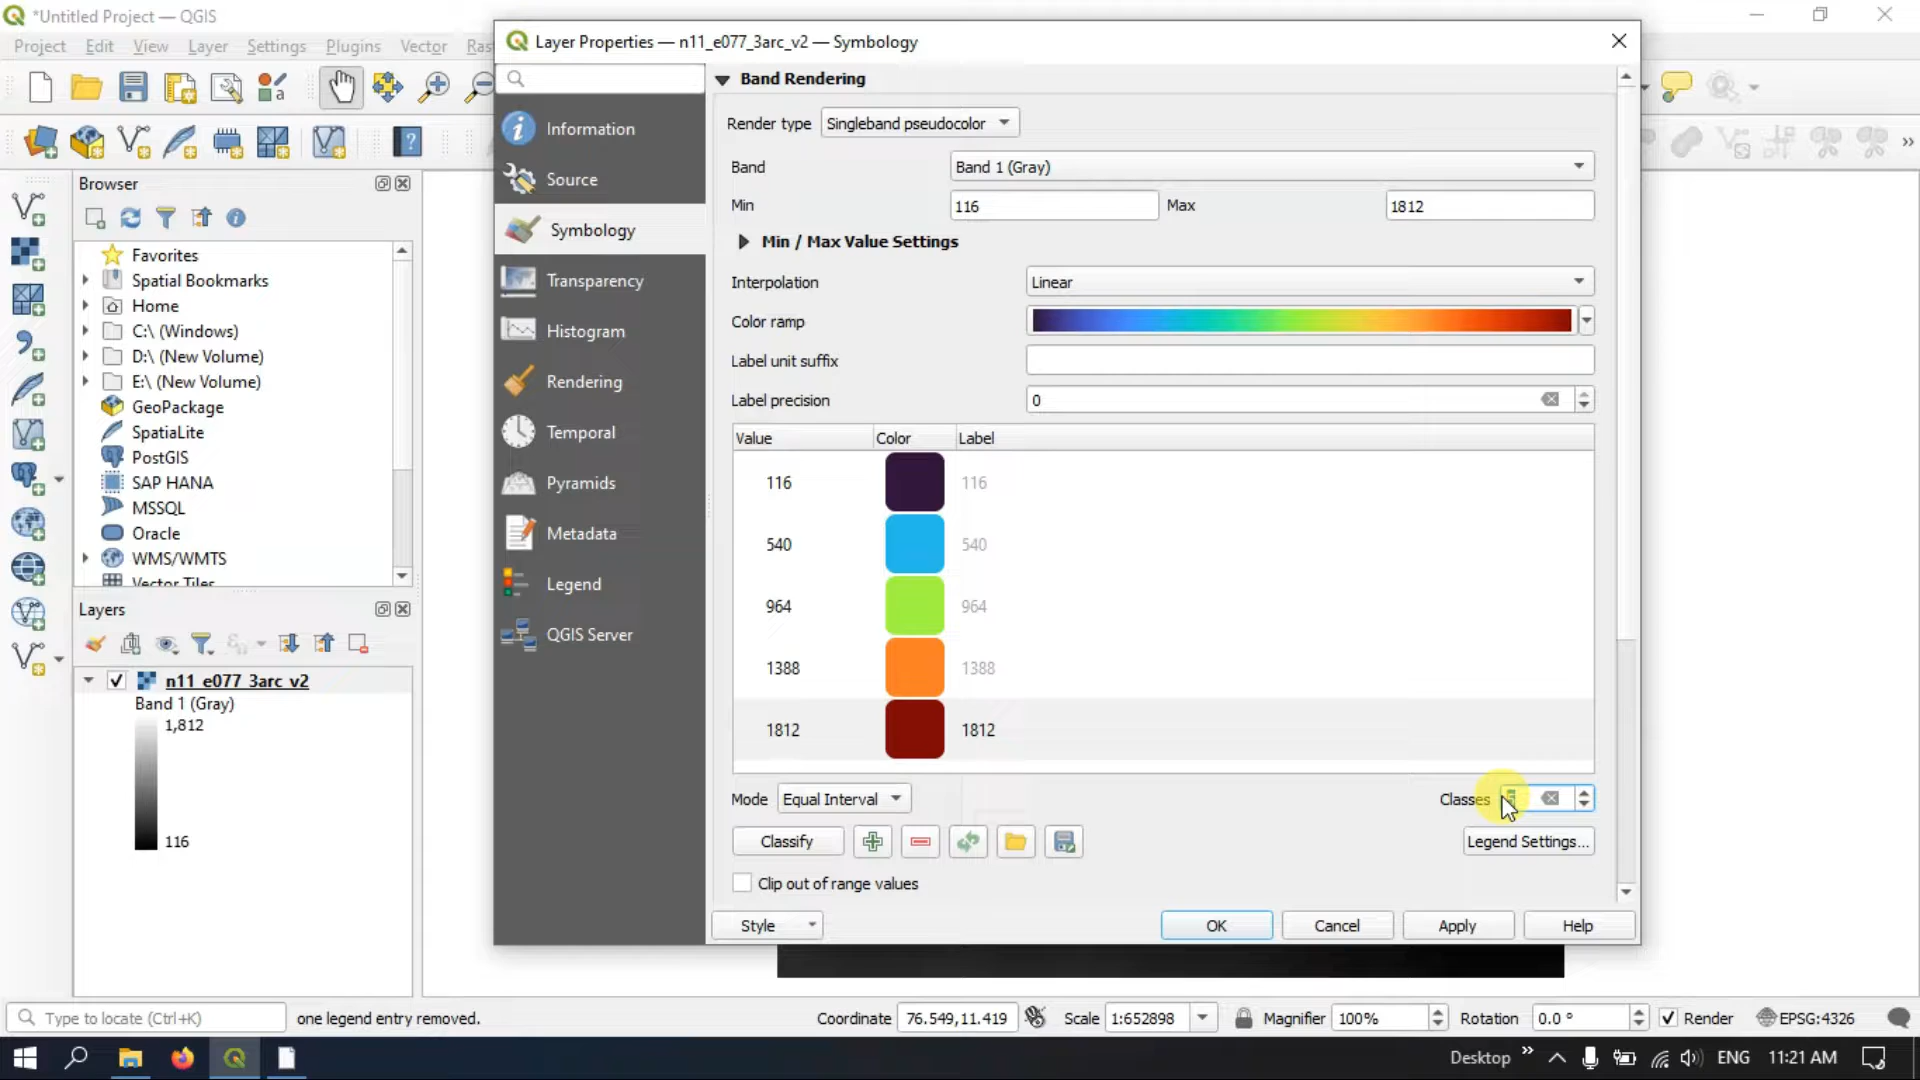 *Untitled Project — QGIS
Project Edit View Layer Settings Plugins Vector Ras
Browser
Favorites
Spatial Bookmarks
Home
C:\ (Windows)
D:\ (New Volume)
E:\ (New Volume)
GeoPackage
SpatiaLite
PostGIS
SAP HANA
MSSQL
Oracle
WMS/WMTS
Vector Tiles
Layers
n11_e077_3arc_v2
Band 1 (Gray)
1,812
116
Layer Properties — n11_e077_3arc_v2 — Symbology
Information
Source
Symbology
Transparency
Histogram
Rendering
Temporal
Pyramids
Metadata
Legend
QGIS Server
Band Rendering
Render type Singleband pseudocolor
Band Band 1 (Gray)
Min 116 Max 1812
Min / Max Value Settings
Interpolation Linear
Color ramp
Label unit suffix
Label precision 0
Value Color Label
116 116
540 540
964 964
1388 1388
1812 1812
Mode Equal Interval Classes
Classify Legend Settings...
Clip out of range values
Style OK Cancel Apply Help
Type to locate (Ctrl+K) one legend entry removed. Coordinate 76.549,11.419 Scale 1:652898 Magnifier 100% Rotation 0.0 ° Render EPSG:4326
Desktop » ENG 11:21 AM